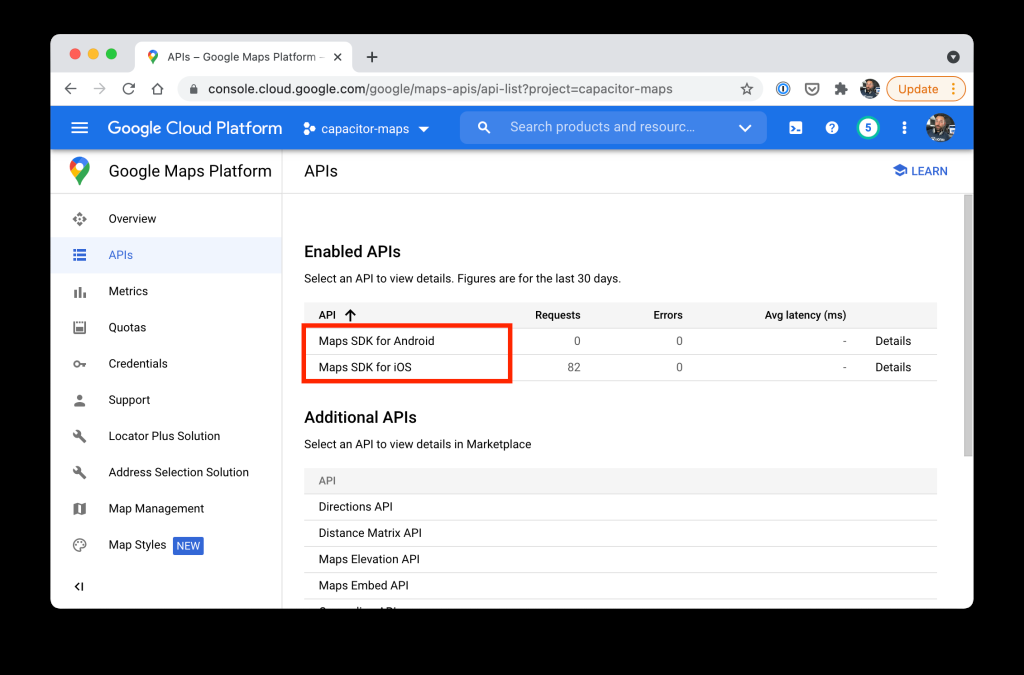 APIs – Google Maps Platform –
console.cloud.google.com/google/maps-apis/api-list?project=capacitor-maps
Update
Google Cloud Platform
capacitor-maps
Search products and resourc...
5
Google Maps Platform
APIs
LEARN
Overview
APIs
Metrics
Quotas
Credentials
Support
Locator Plus Solution
Address Selection Solution
Map Management
Map Styles NEW
Enabled APIs
Select an API to view details. Figures are for the last 30 days.
API Requests Errors Avg latency (ms)
Maps SDK for Android 0 0 - Details
Maps SDK for iOS 82 0 - Details
Additional APIs
Select an API to view details in Marketplace
API
Directions API
Distance Matrix API
Maps Elevation API
Maps Embed API